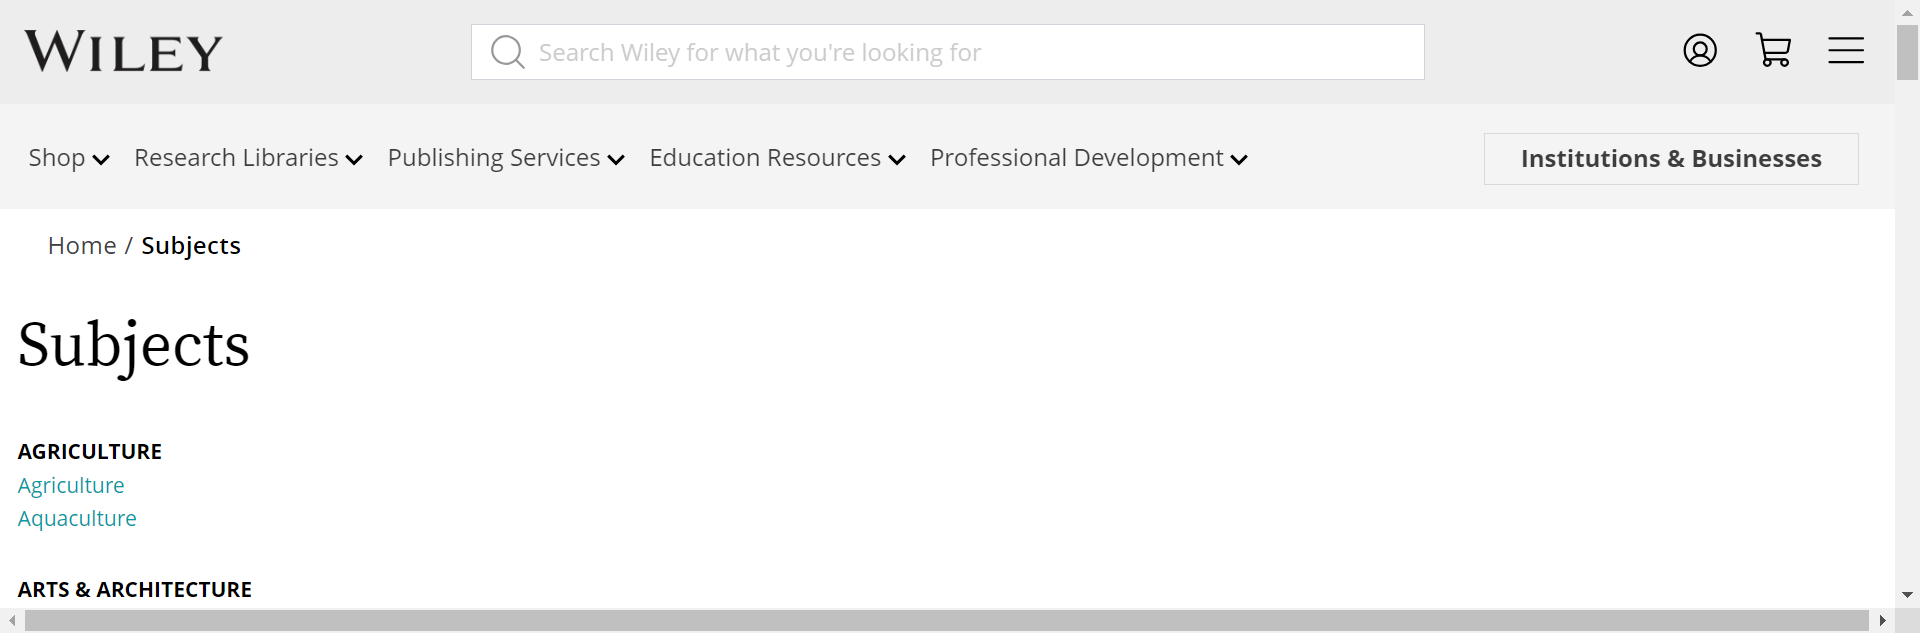 WILEY
Search Wiley for what you're looking for
Shop Research Libraries Publishing Services Education Resources Professional Development Institutions & Businesses
Home / Subjects
Subjects
AGRICULTURE
Agriculture
Aquaculture
ARTS & ARCHITECTURE